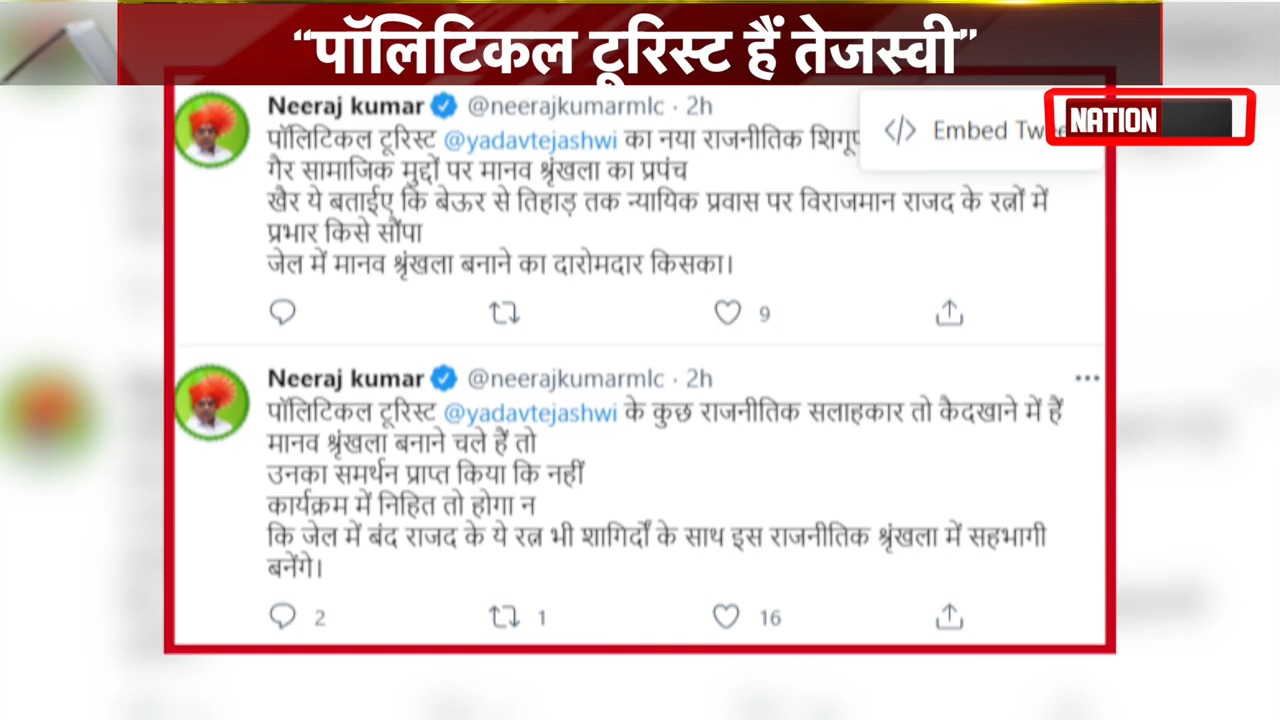 “पॉलिटिकल टूरिस्ट हैं तेजस्वी”
NATION
Neeraj kumar @neerajkumarmlc · 2h
Embed
पॉलिटिकल टूरिस्ट @yadavtejashwi का नया राजनीतिक
गैर सामाजिक मुद्दों पर मानव श्रृंखला का प्रपंच
खैर ये बताईए कि बेऊर से तिहाड़ तक न्यायिक प्रवास पर विराजमान राजद के रत्नों में
प्रभार किसे सौंपा
जेल में मानव श्रृंखला बनाने का दारोमदार किसका।
9
Neeraj kumar @neerajkumarmlc · 2h
पॉलिटिकल टूरिस्ट @yadavtejashwi के कुछ राजनीतिक सलाहकार तो कैदखाने में हैं
मानव श्रृंखला बनाने चले हैं तो
उनका समर्थन प्राप्त किया कि नहीं
कार्यक्रम में निहित तो होगा न
कि जेल में बंद राजद के ये रत्न भी शागिर्दों के साथ इस राजनीतिक श्रृंखला में सहभागी
बनेंगे।
2 1 16